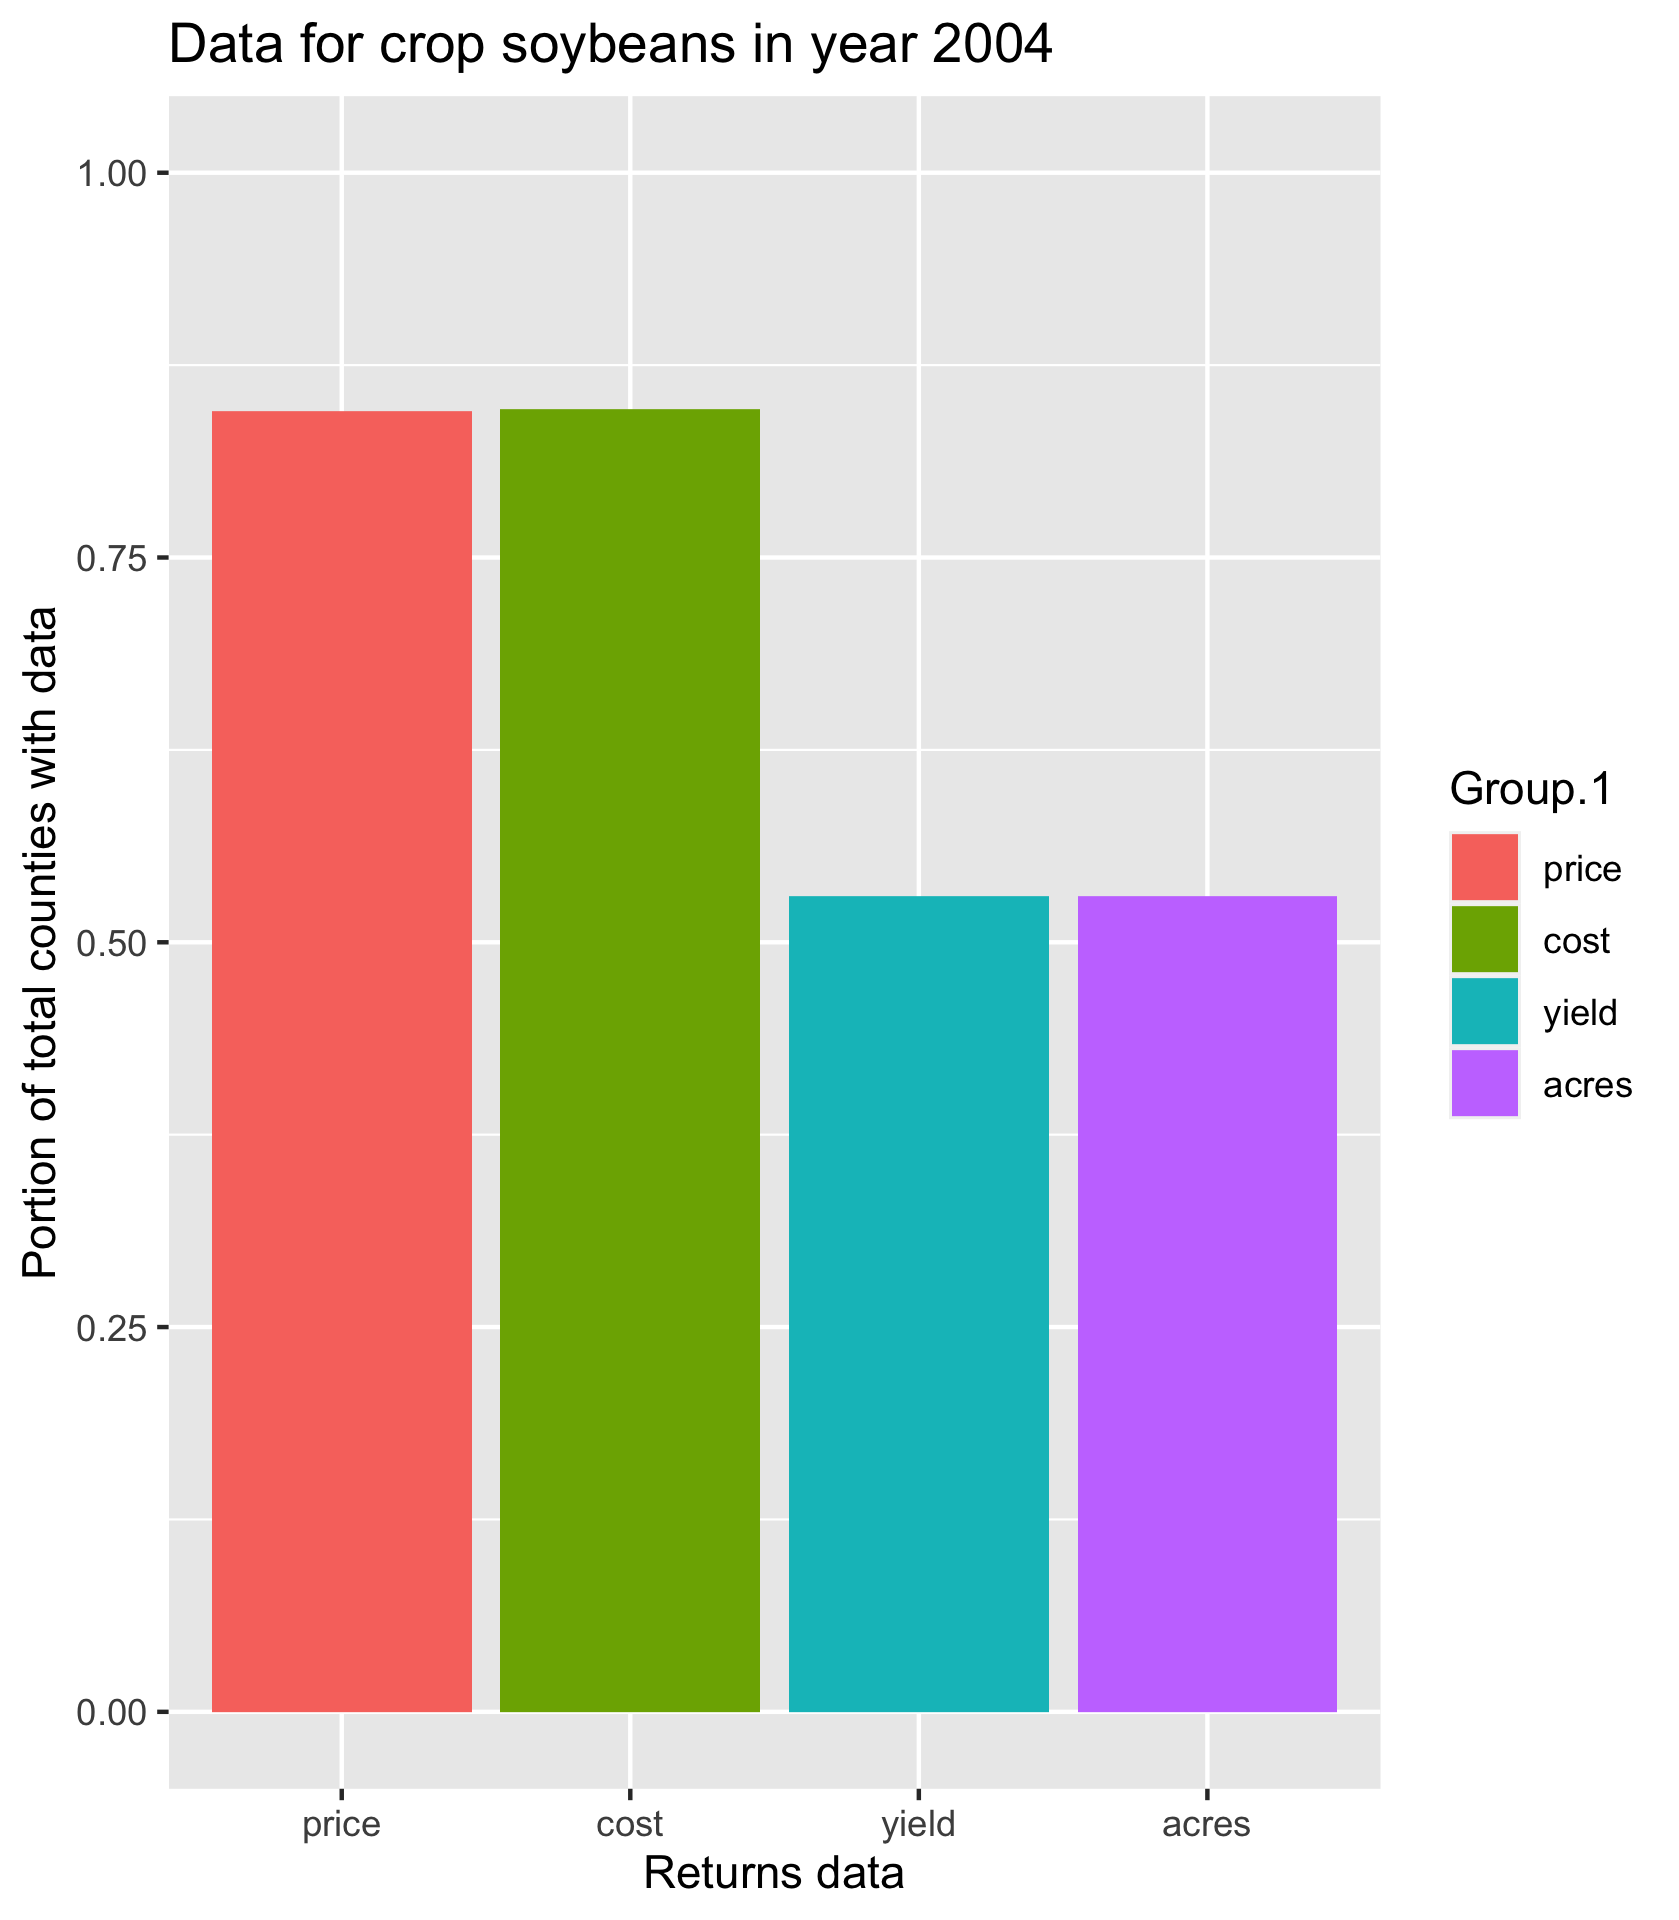 Data for crop soybeans in year 2004
1.00
0.75
0.50
0.25
0.00
Portion of total counties with data
price
cost
yield
acres
Returns data
Group.1
price
cost
yield
acres